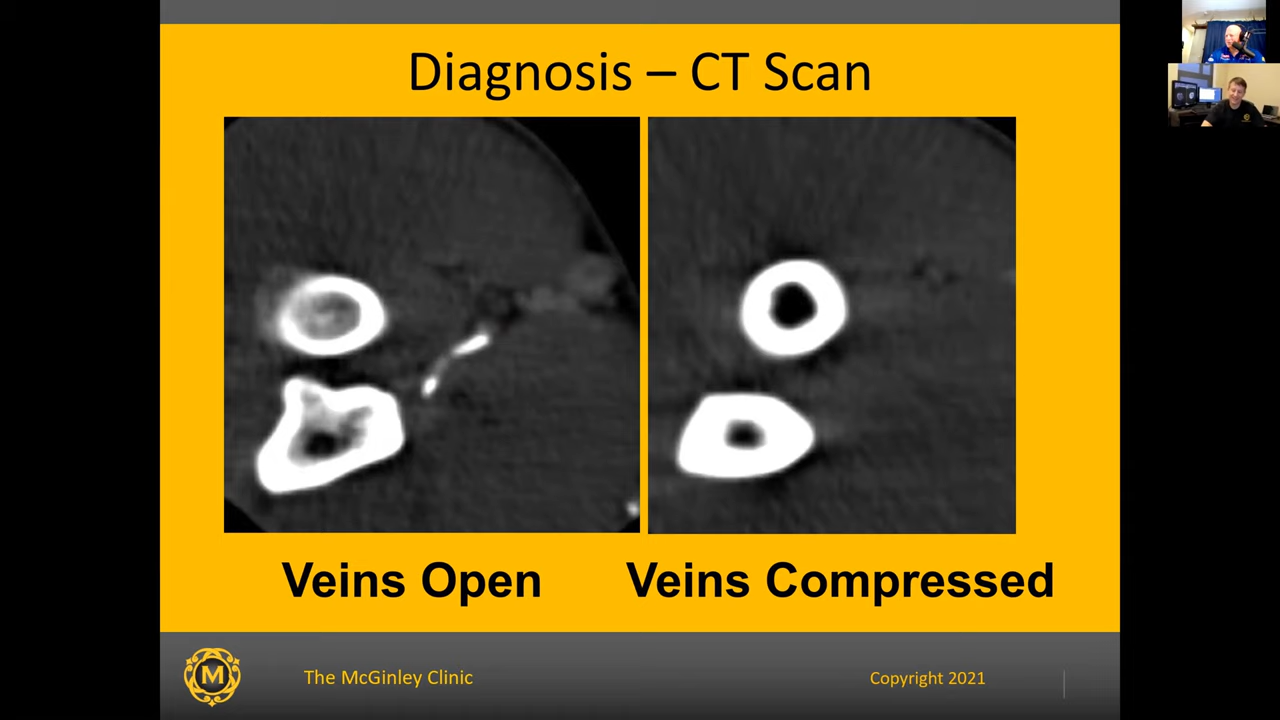 Diagnosis – CT Scan
Veins Open
Veins Compressed
M
The McGinley Clinic
Copyright 2021